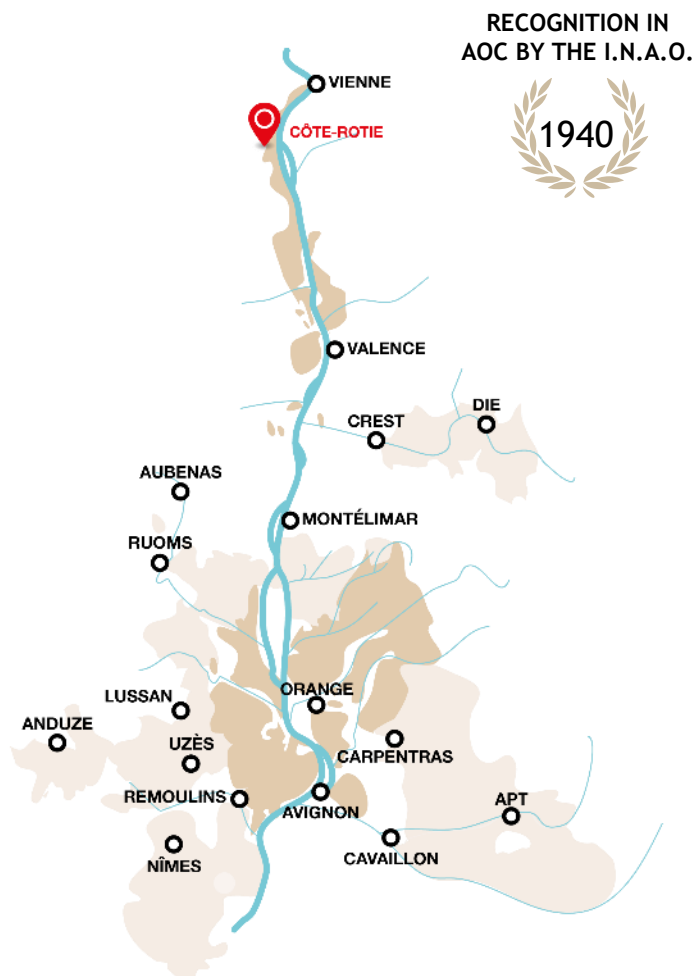 RECOGNITION IN
AOC BY THE I.N.A.O.
1940
VIENNE
CÔTE-ROTIE
VALENCE
DIE
CREST
AUBENAS
MONTÉLIMAR
RUOMS
ORANGE
LUSSAN
ANDUZE
UZÈS
CARPENTRAS
REMOULINS
AVIGNON
APT
CAVAILLON
NÎMES